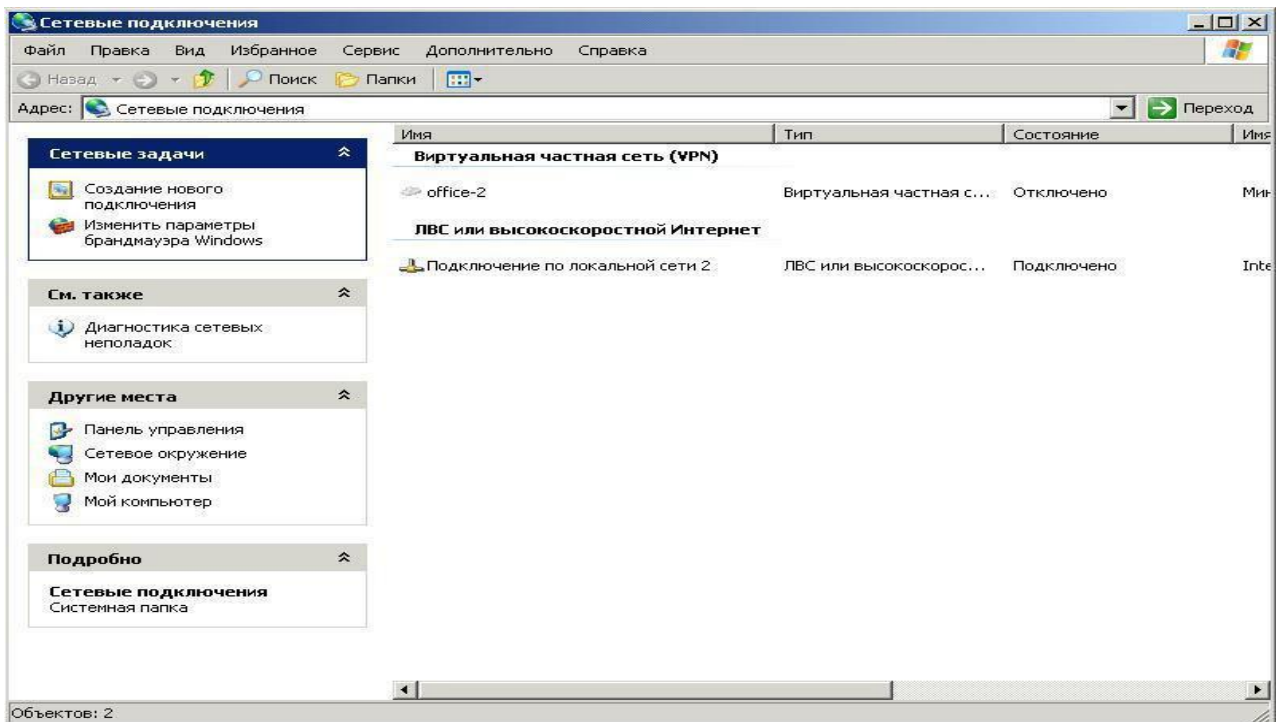 Сетевые подключения
Файл Правка Вид Избранное Сервис Дополнительно Справка
Назад Поиск Папки
Адрес: Сетевые подключения Переход
Сетевые задачи
Создание нового
подключения
Изменить параметры
брандмауэра Windows
См. также
Диагностика сетевых
неполадок
Другие места
Панель управления
Сетевое окружение
Мои документы
Мой компьютер
Подробно
Сетевые подключения
Системная папка
Имя Тип Состояние Имя
Виртуальная частная сеть (VPN)
office-2 Виртуальная частная с... Отключено Мин
ЛВС или высокоскоростной Интернет
Подключение по локальной сети 2 ЛВС или высокоскорос... Подключено Inte
Объектов: 2